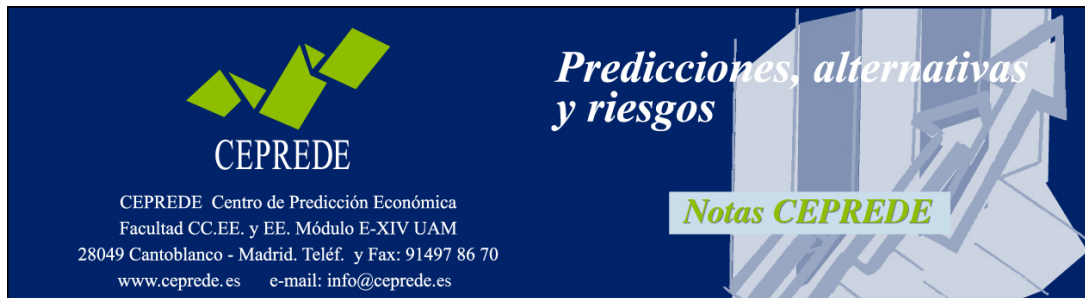 CEPREDE
CEPREDE Centro de Predicción Económica
Facultad CC.EE. y EE. Módulo E-XIV UAM
28049 Cantoblanco - Madrid. Teléf. y Fax: 91497 86 70
www.ceprede.es e-mail: info@ceprede.es
Predicciones, alternativas
y riesgos
Notas CEPREDE